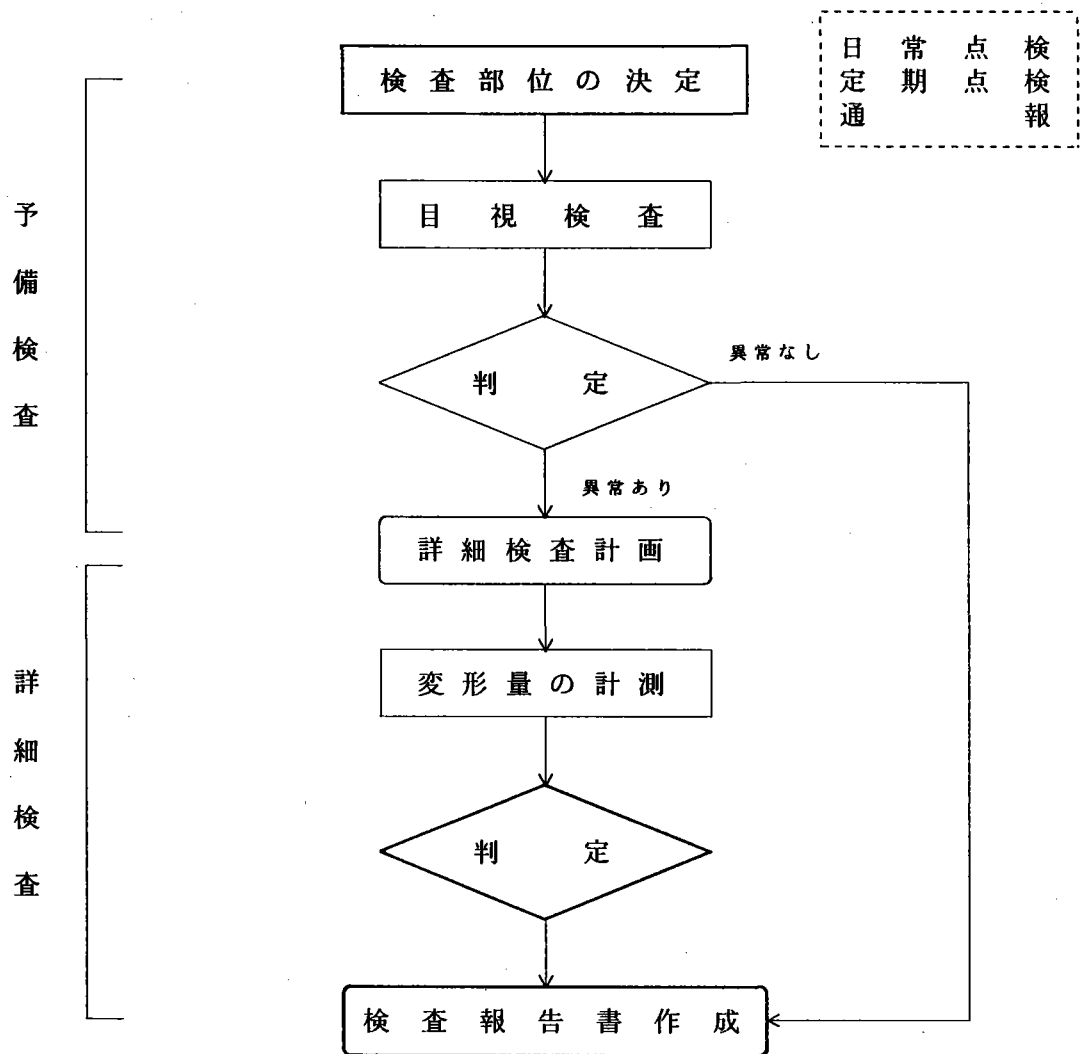 検査部位の決定
日常点検
定期点検
通報
目視検査
判定
異常なし
異常あり
予備検査
詳細検査計画
変形量の計測
判定
詳細検査
検査報告書作成